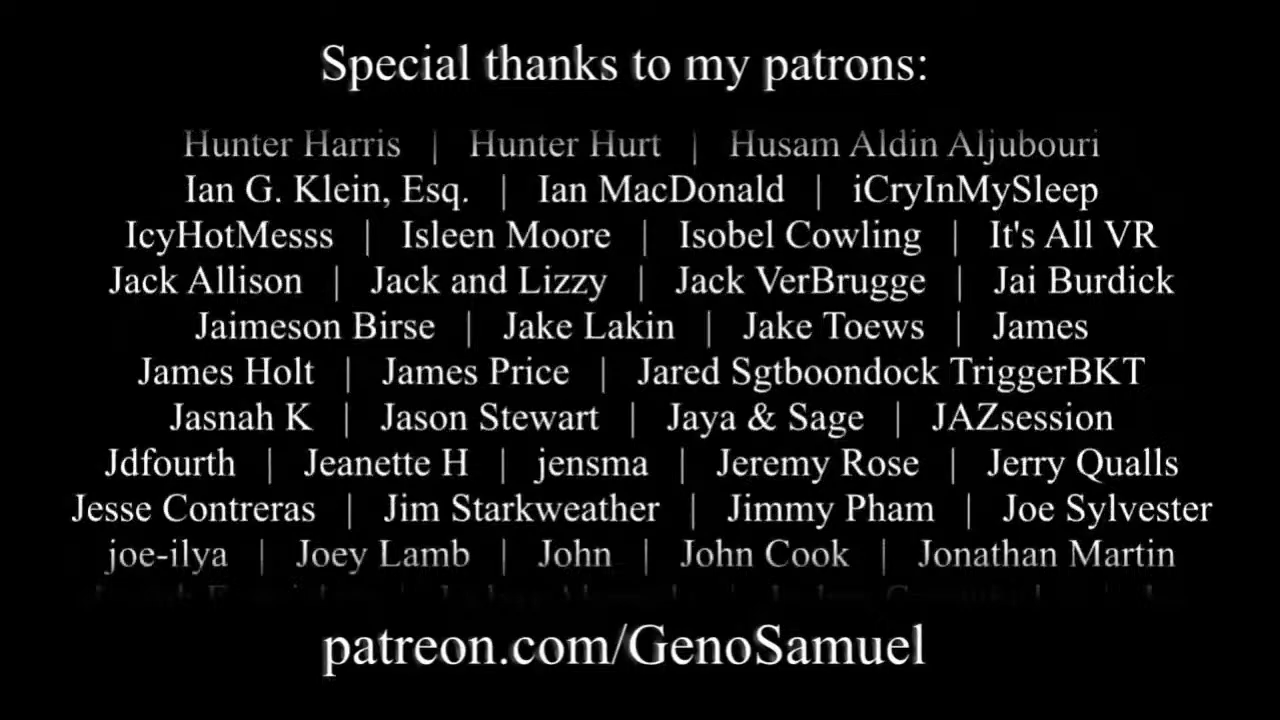 Special thanks to my patrons:
Hunter Harris | Hunter Hurt | Husam Aldin Aljubouri
Ian G. Klein, Esq. | Ian MacDonald | iCryInMySleep
IcyHotMesss | Isleen Moore | Isobel Cowling | It's All VR
Jack Allison | Jack and Lizzy | Jack VerBrugge | Jai Burdick
Jaimeson Birse | Jake Lakin | Jake Toews | James
James Holt | James Price | Jared Sgtboondock TriggerBKT
Jasnah K | Jason Stewart | Jaya & Sage | JAZsession
Jdfourth | Jeanette H | jensma | Jeremy Rose | Jerry Qualls
Jesse Contreras | Jim Starkweather | Jimmy Pham | Joe Sylvester
joe-ilya | Joey Lamb | John | John Cook | Jonathan Martin
patreon.com/GenoSamuel